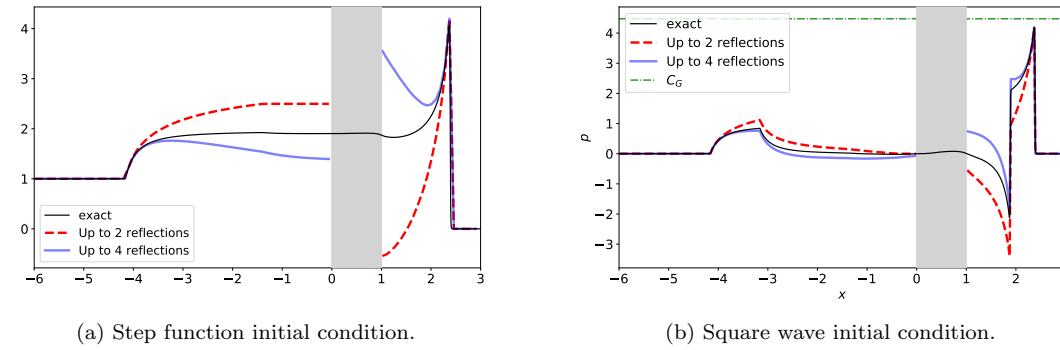 4
3
2
1
0
exact
Up to 2 reflections
Up to 4 reflections
−6 −5 −4 −3 −2 −1 0 1 2 3
(a) Step function initial condition.
4
3
2
1
0
−1
−2
−3
p
exact
Up to 2 reflections
Up to 4 reflections
C_G
−6 −5 −4 −3 −2 −1 0 1 2
x
(b) Square wave initial condition.